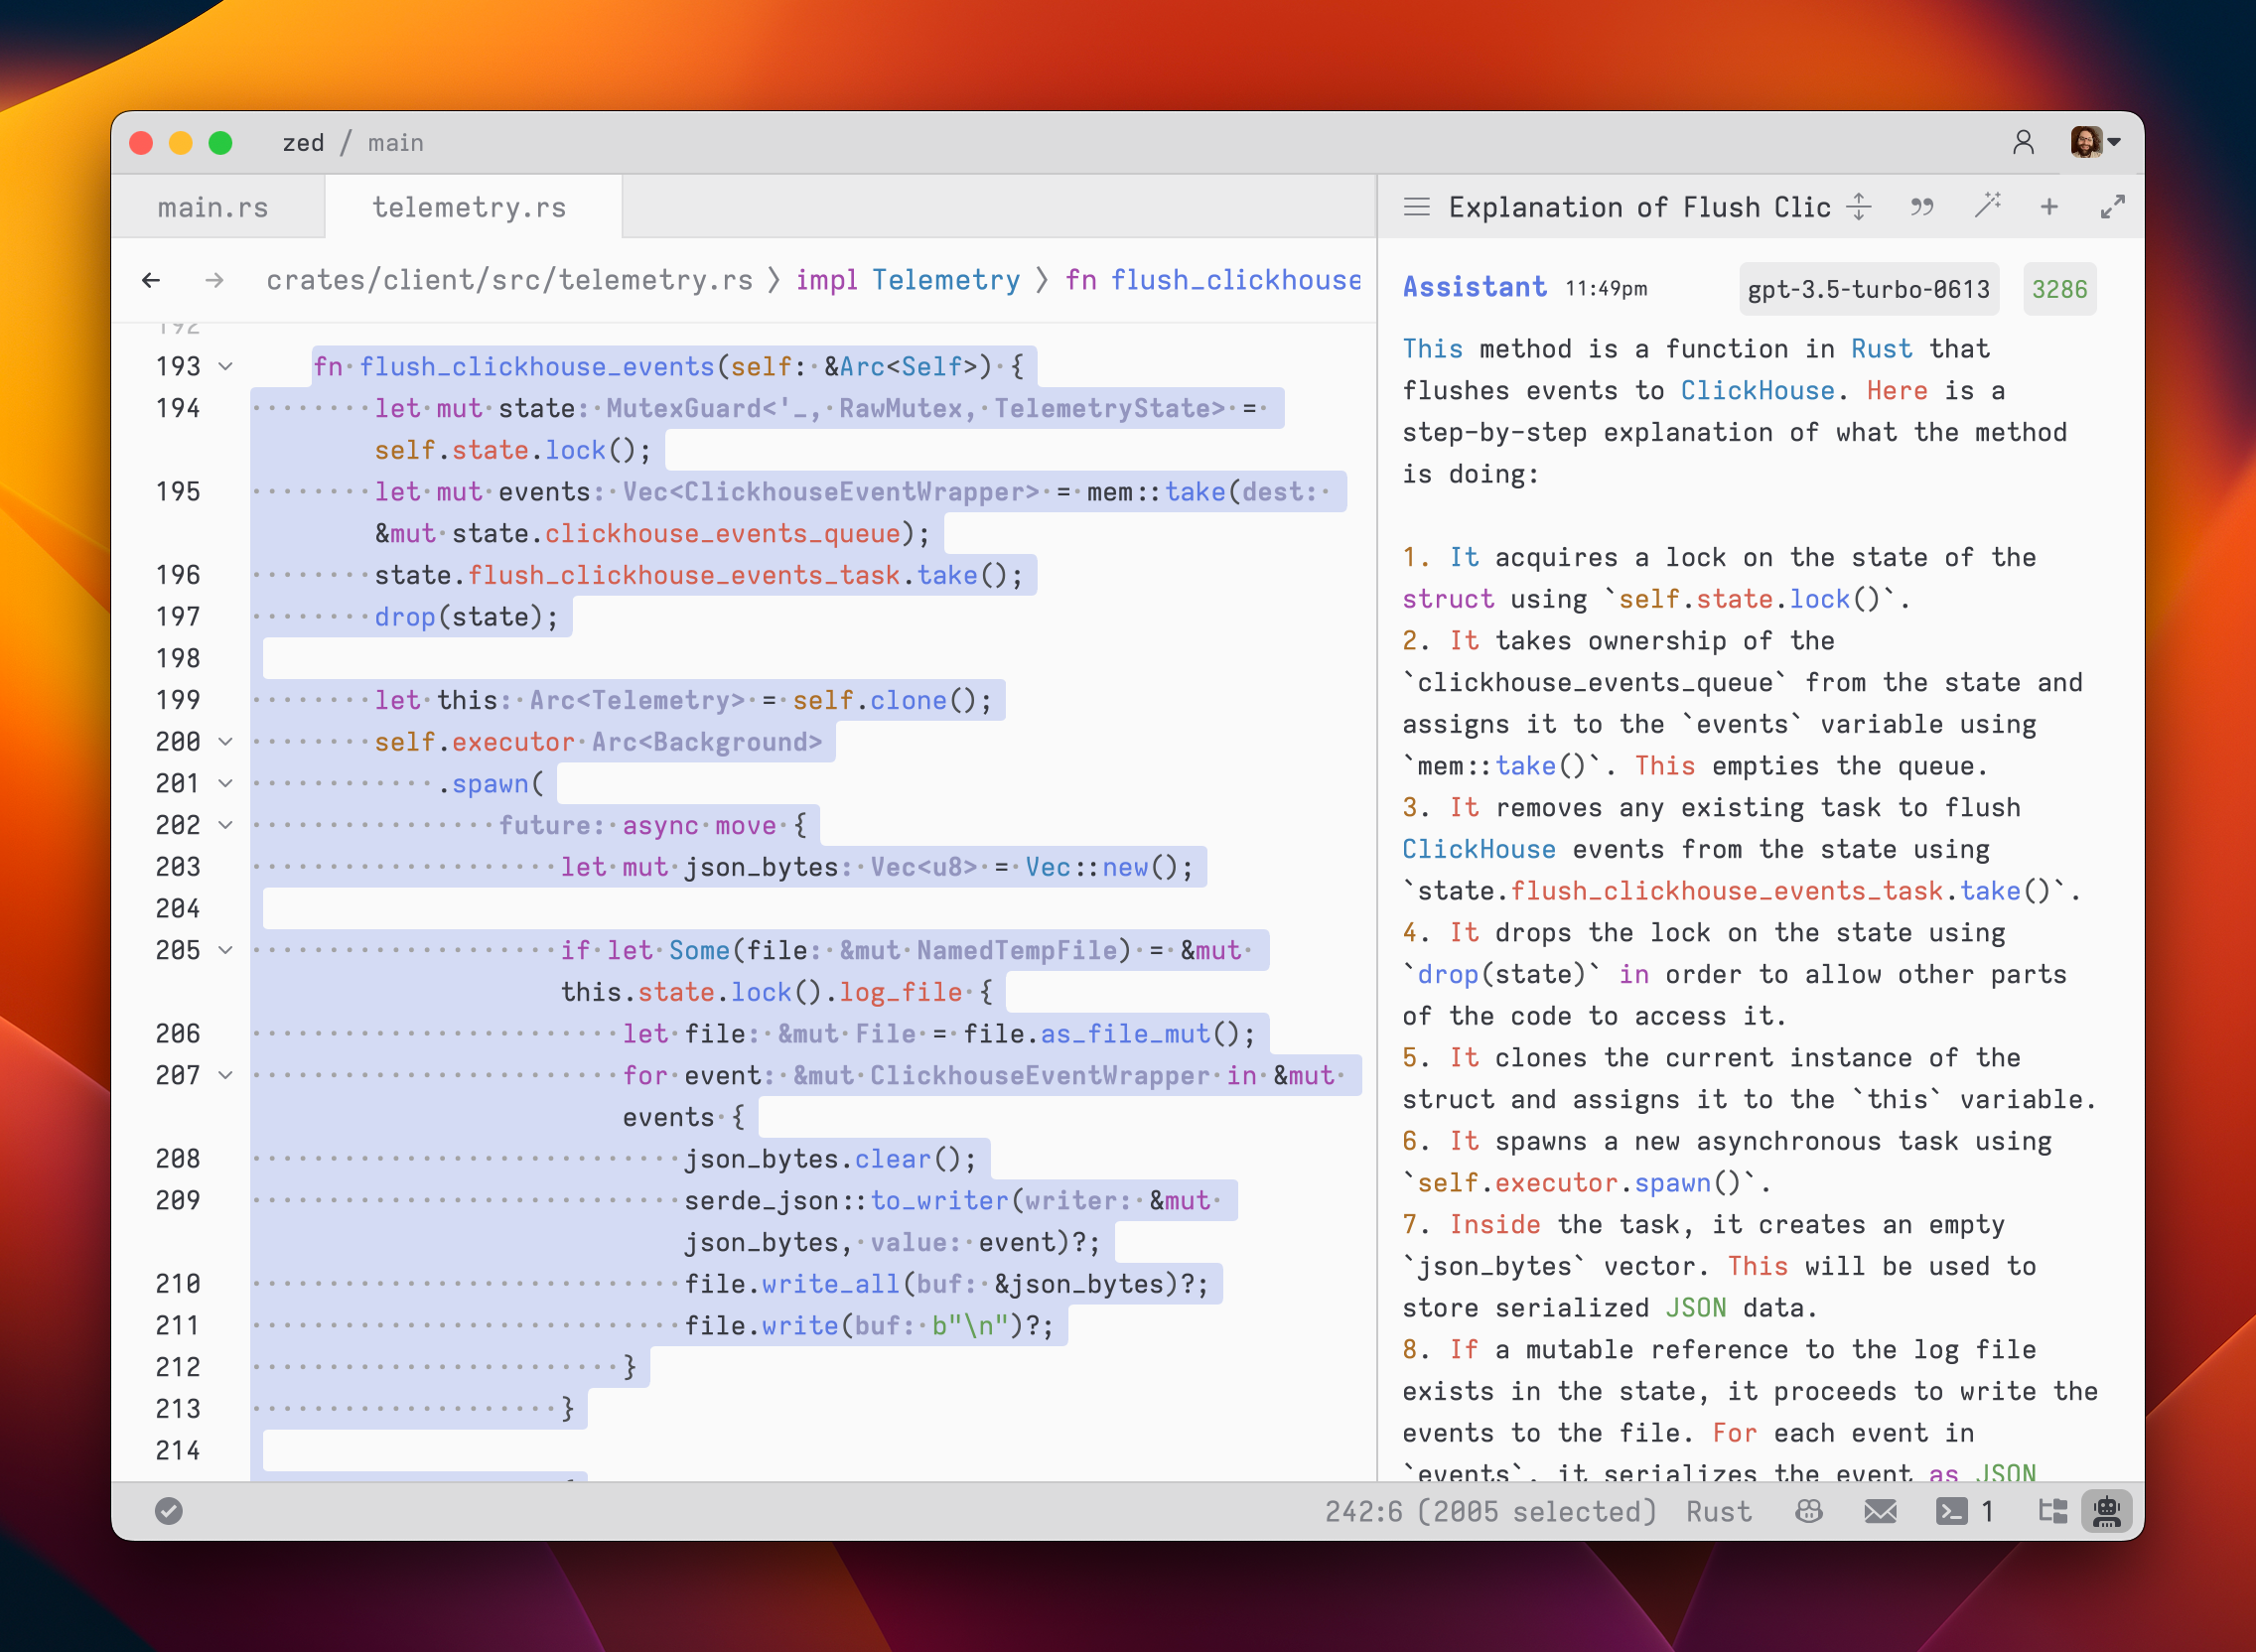 zed / main
main.rs
telemetry.rs
crates/client/src/telemetry.rs 〉 impl Telemetry 〉 fn flush_clickhouse
192
193 fn flush_clickhouse_events(self: &Arc<Self>) {
194 let mut state: MutexGuard<'_, RawMutex, TelemetryState> =
self.state.lock();
195 let mut events: Vec<ClickhouseEventWrapper> = mem::take(dest:
&mut state.clickhouse_events_queue);
196 state.flush_clickhouse_events_task.take();
197 drop(state);
198
199 let this: Arc<Telemetry> = self.clone();
200 self.executor Arc<Background>
201 .spawn(
202 future: async move {
203 let mut json_bytes: Vec<u8> = Vec::new();
204
205 if let Some(file: &mut NamedTempFile) = &mut
this.state.lock().log_file {
206 let file: &mut File = file.as_file_mut();
207 for event: &mut ClickhouseEventWrapper in &mut
events {
208 json_bytes.clear();
209 serde_json::to_writer(writer: &mut
json_bytes, value: event)?;
210 file.write_all(buf: &json_bytes)?;
211 file.write(buf: b"\n")?;
212 }
213 }
214
Explanation of Flush Clic
Assistant 11:49pm gpt-3.5-turbo-0613 3286
This method is a function in Rust that
flushes events to ClickHouse. Here is a
step-by-step explanation of what the method
is doing:
1. It acquires a lock on the state of the
struct using `self.state.lock()`.
2. It takes ownership of the
`clickhouse_events_queue` from the state and
assigns it to the `events` variable using
`mem::take()`. This empties the queue.
3. It removes any existing task to flush
ClickHouse events from the state using
`state.flush_clickhouse_events_task.take()`.
4. It drops the lock on the state using
`drop(state)` in order to allow other parts
of the code to access it.
5. It clones the current instance of the
struct and assigns it to the `this` variable.
6. It spawns a new asynchronous task using
`self.executor.spawn()`.
7. Inside the task, it creates an empty
`json_bytes` vector. This will be used to
store serialized JSON data.
8. If a mutable reference to the log file
exists in the state, it proceeds to write the
events to the file. For each event in
`events`, it serializes the event as JSON
242:6 (2005 selected) Rust 1